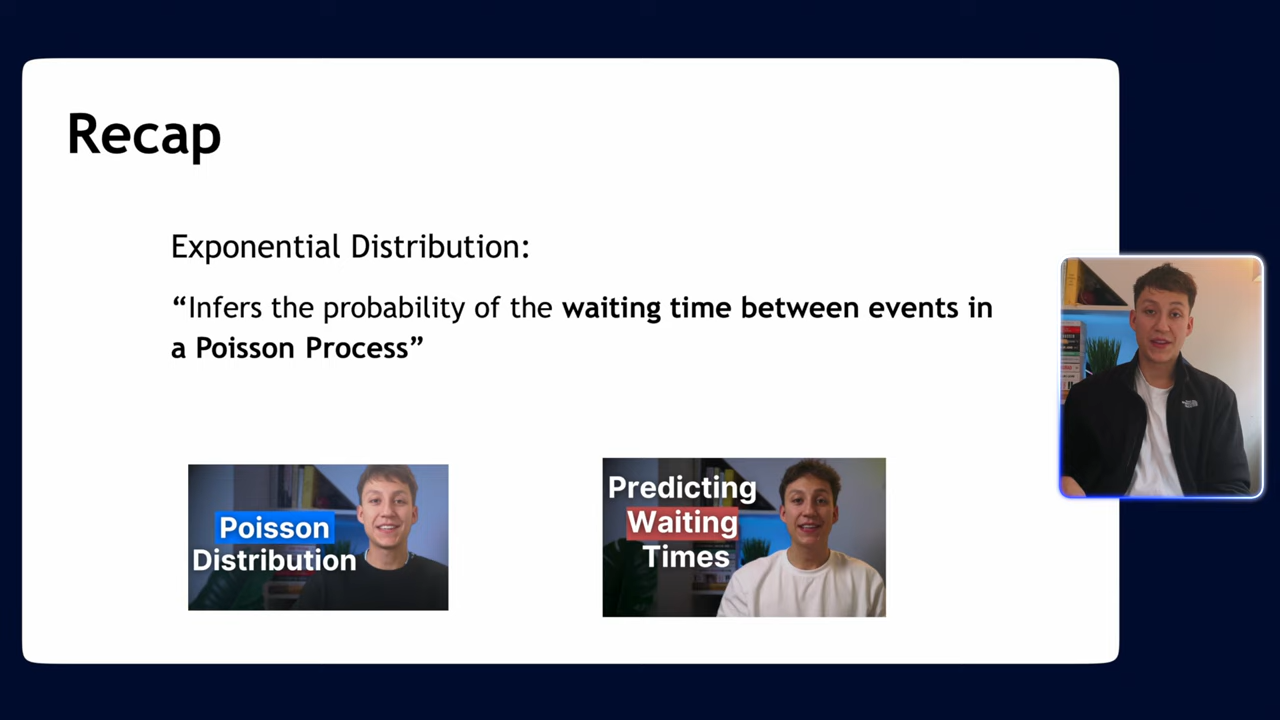 Recap
Exponential Distribution:
“Infers the probability of the waiting time between events in
a Poisson Process”
Poisson
Distribution
Predicting
Waiting
Times